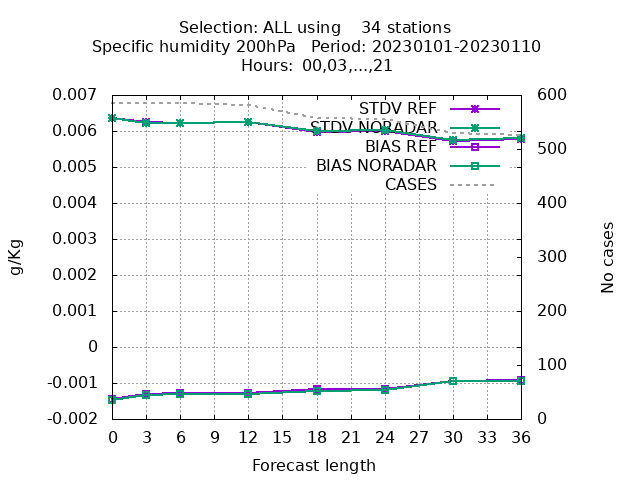 Selection: ALL using    34 stations
Specific humidity 200hPa   Period: 20230101-20230110
Hours:  00,03,...,21
0.007
0.006
0.005
0.004
0.003
0.002
0.001
0
-0.001
-0.002
g/Kg
600
500
400
300
200
100
0
No cases
STDV REF
STDV NORADAR
BIAS REF
BIAS NORADAR
CASES
0 3 6 9 12 15 18 21 24 27 30 33 36
Forecast length